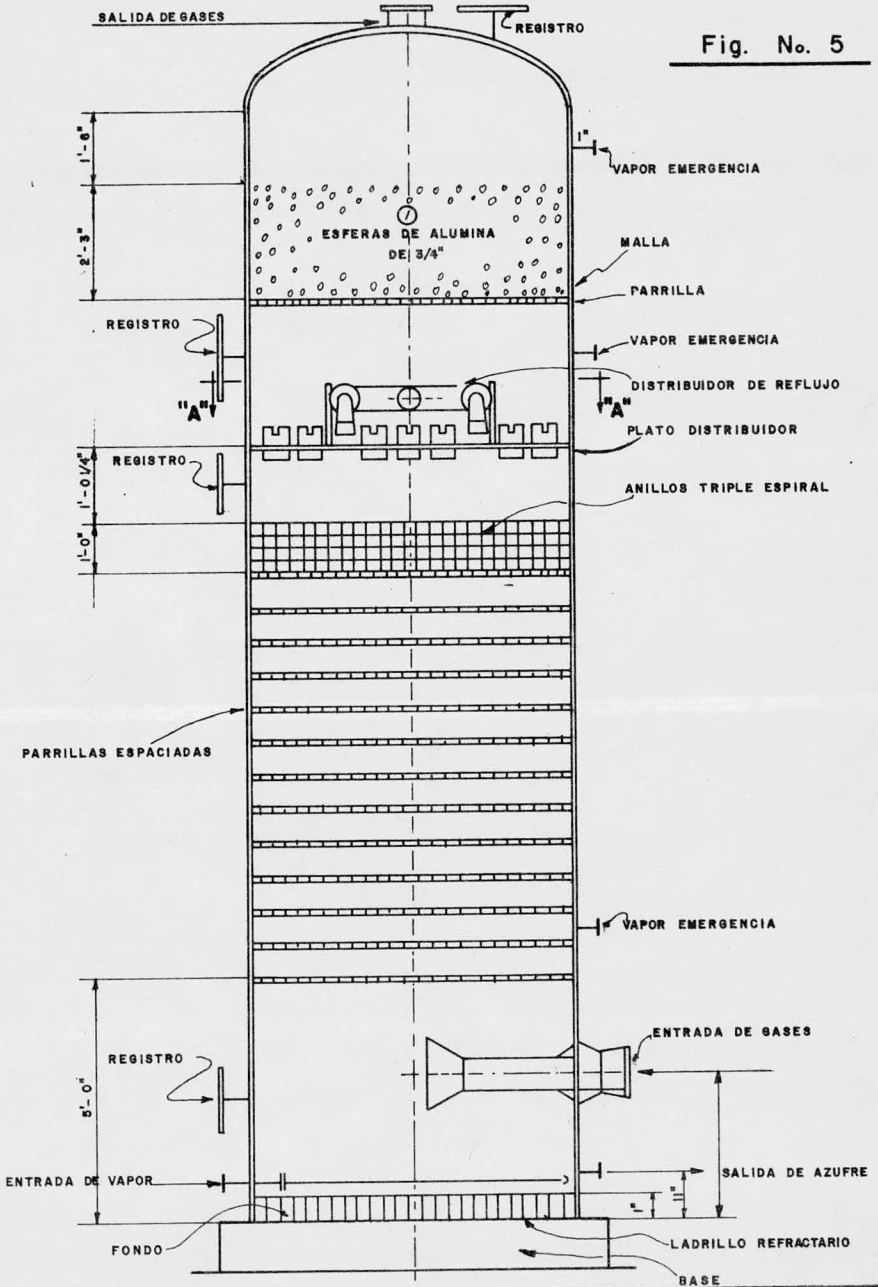 Fig. No. 5
SALIDA DE GASES
REGISTRO
1'-6"
1"
VAPOR EMERGENCIA
2'-3"
1
ESFERAS DE ALUMINA
DE 3/4"
MALLA
PARRILLA
REGISTRO
VAPOR EMERGENCIA
"A"
DISTRIBUIDOR DE REFLUJO
"A"
PLATO DISTRIBUIDOR
REGISTRO
1'-0 1/4"
ANILLOS TRIPLE ESPIRAL
1'-0"
PARRILLAS ESPACIADAS
VAPOR EMERGENCIA
ENTRADA DE GASES
REGISTRO
5'-0"
ENTRADA DE VAPOR
SALIDA DE AZUFRE
1"
11"
FONDO
LADRILLO REFRACTARIO
BASE